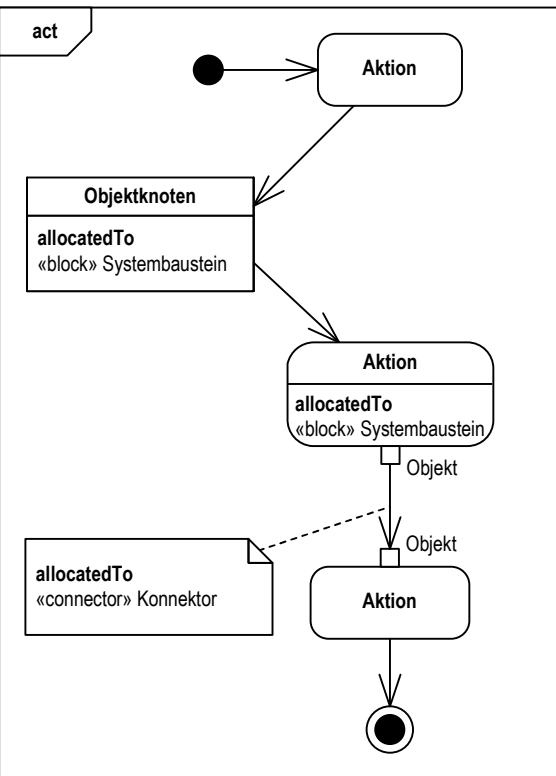 act
Aktion
Objektknoten
allocatedTo
«block» Systembaustein
Aktion
allocatedTo
«block» Systembaustein
Objekt
Objekt
allocatedTo
«connector» Konnektor
Aktion